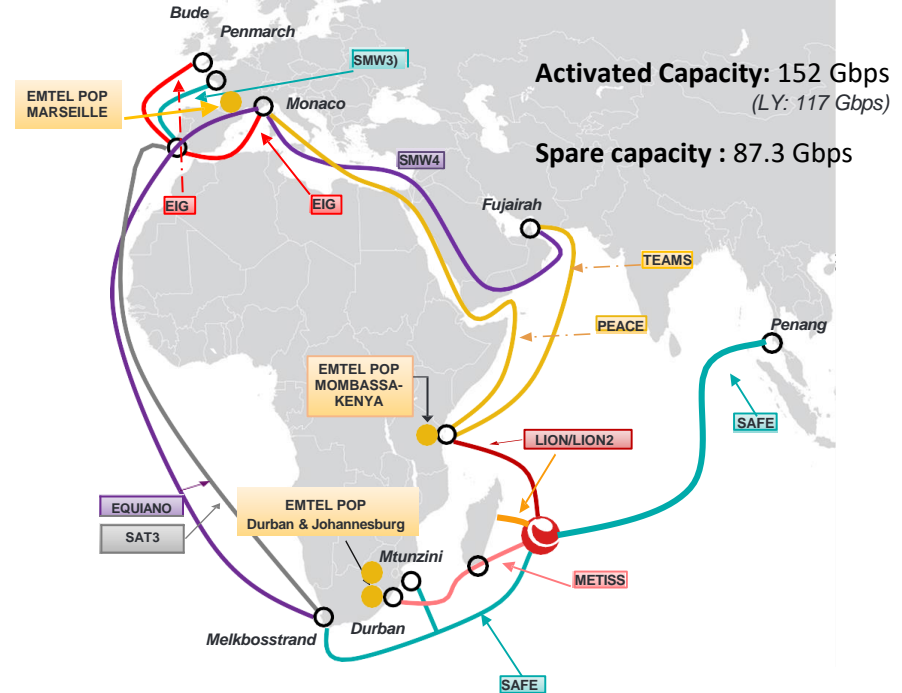 Bude
Penmarch
SMW3)
Activated Capacity: 152 Gbps
(LY: 117 Gbps)
EMTEL POP
MARSEILLE
Monaco
Spare capacity : 87.3 Gbps
SMW4
EIG
EIG
Fujairah
TEAMS
PEACE
Penang
EMTEL POP
MOMBASSA-
KENYA
SAFE
LION/LION2
EQUIANO
EMTEL POP
Durban & Johannesburg
SAT3
Mtunzini
METISS
Durban
Melkbosstrand
SAFE